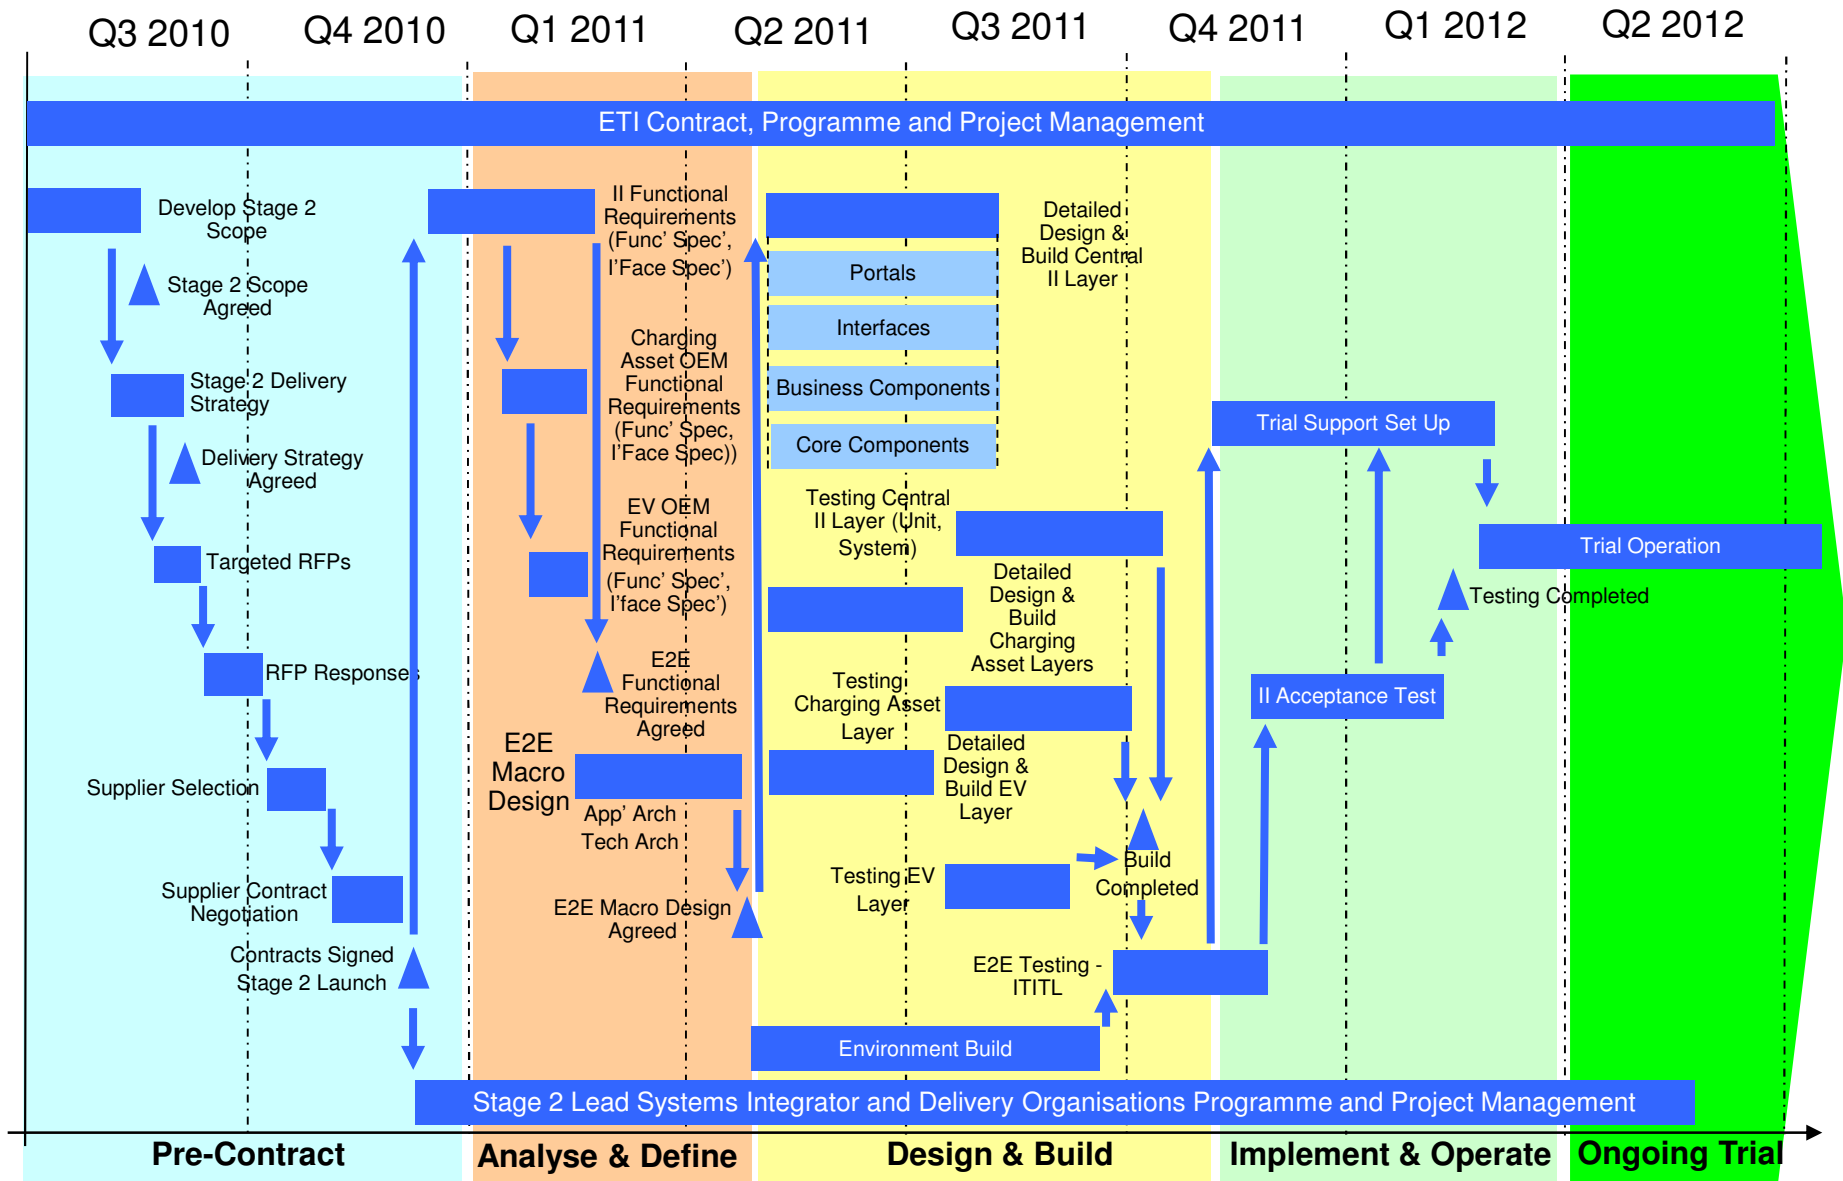 Q3 2010
Q4 2010
Q1 2011
Q2 2011
Q3 2011
Q4 2011
Q1 2012
Q2 2012
ETI Contract, Programme and Project Management
Develop Stage 2
Scope
Stage 2 Scope
Agreed
Stage 2 Delivery
Strategy
Delivery Strategy
Agreed
Targeted RFPs
RFP Responses
Supplier Selection
Supplier Contract
Negotiation
Contracts Signed
Stage 2 Launch
II Functional
Requirements
(Func' Spec',
I'Face Spec')
Charging
Asset OEM
Functional
Requirements
(Func' Spec,
I'Face Spec))
EV OEM
Functional
Requirements
(Func' Spec',
I'face Spec')
E2E
Functional
Requirements
Agreed
E2E
Macro
Design
App' Arch
Tech Arch
E2E Macro Design
Agreed
Detailed
Design &
Build Central
II Layer
Portals
Interfaces
Business Components
Core Components
Testing Central
II Layer (Unit,
System)
Detailed
Design &
Build
Charging
Asset Layers
Testing
Charging Asset
Layer
Detailed
Design &
Build EV
Layer
Testing EV
Layer
Build
Completed
E2E Testing -
ITITL
Environment Build
Trial Support Set Up
Trial Operation
Testing Completed
II Acceptance Test
Stage 2 Lead Systems Integrator and Delivery Organisations Programme and Project Management
Pre-Contract
Analyse & Define
Design & Build
Implement & Operate
Ongoing Trial